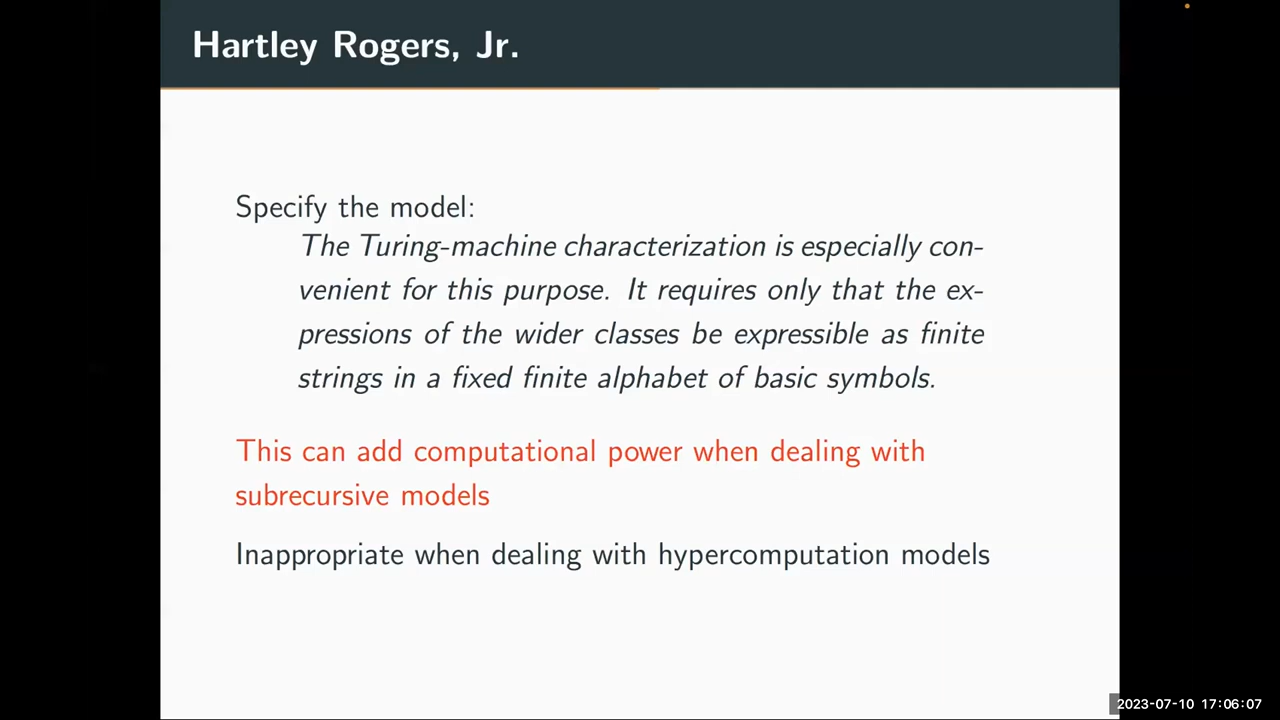 Hartley Rogers, Jr.
Specify the model:
The Turing-machine characterization is especially con-
venient for this purpose. It requires only that the ex-
pressions of the wider classes be expressible as finite
strings in a fixed finite alphabet of basic symbols.
This can add computational power when dealing with
subrecursive models
Inappropriate when dealing with hypercomputation models
2023-07-10 17:06:07